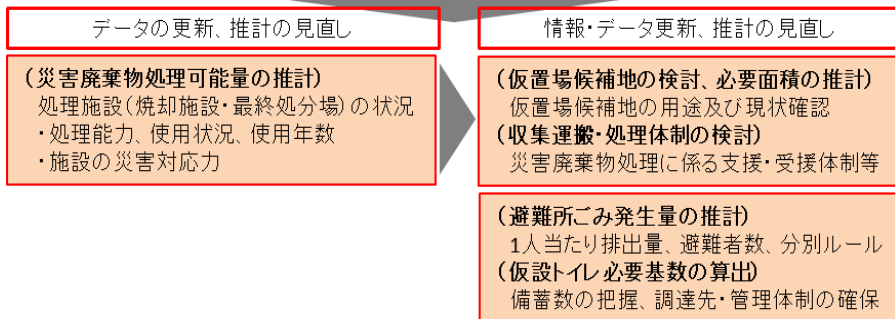 データの更新、推計の見直し
(災害廃棄物処理可能量の推計)
処理施設(焼却施設・最終処分場)の状況
・処理能力、使用状況、使用年数
・施設の災害対応力
情報・データ更新、推計の見直し
(仮置場候補地の検討、必要面積の推計)
仮置場候補地の用途及び現状確認
(収集運搬・処理体制の検討)
災害廃棄物処理に係る支援・受援体制等
(避難所ごみ発生量の推計)
1人当たり排出量、避難者数、分別ルール
(仮設トイレ必要基数の算出)
備蓄数の把握、調達先・管理体制の確保